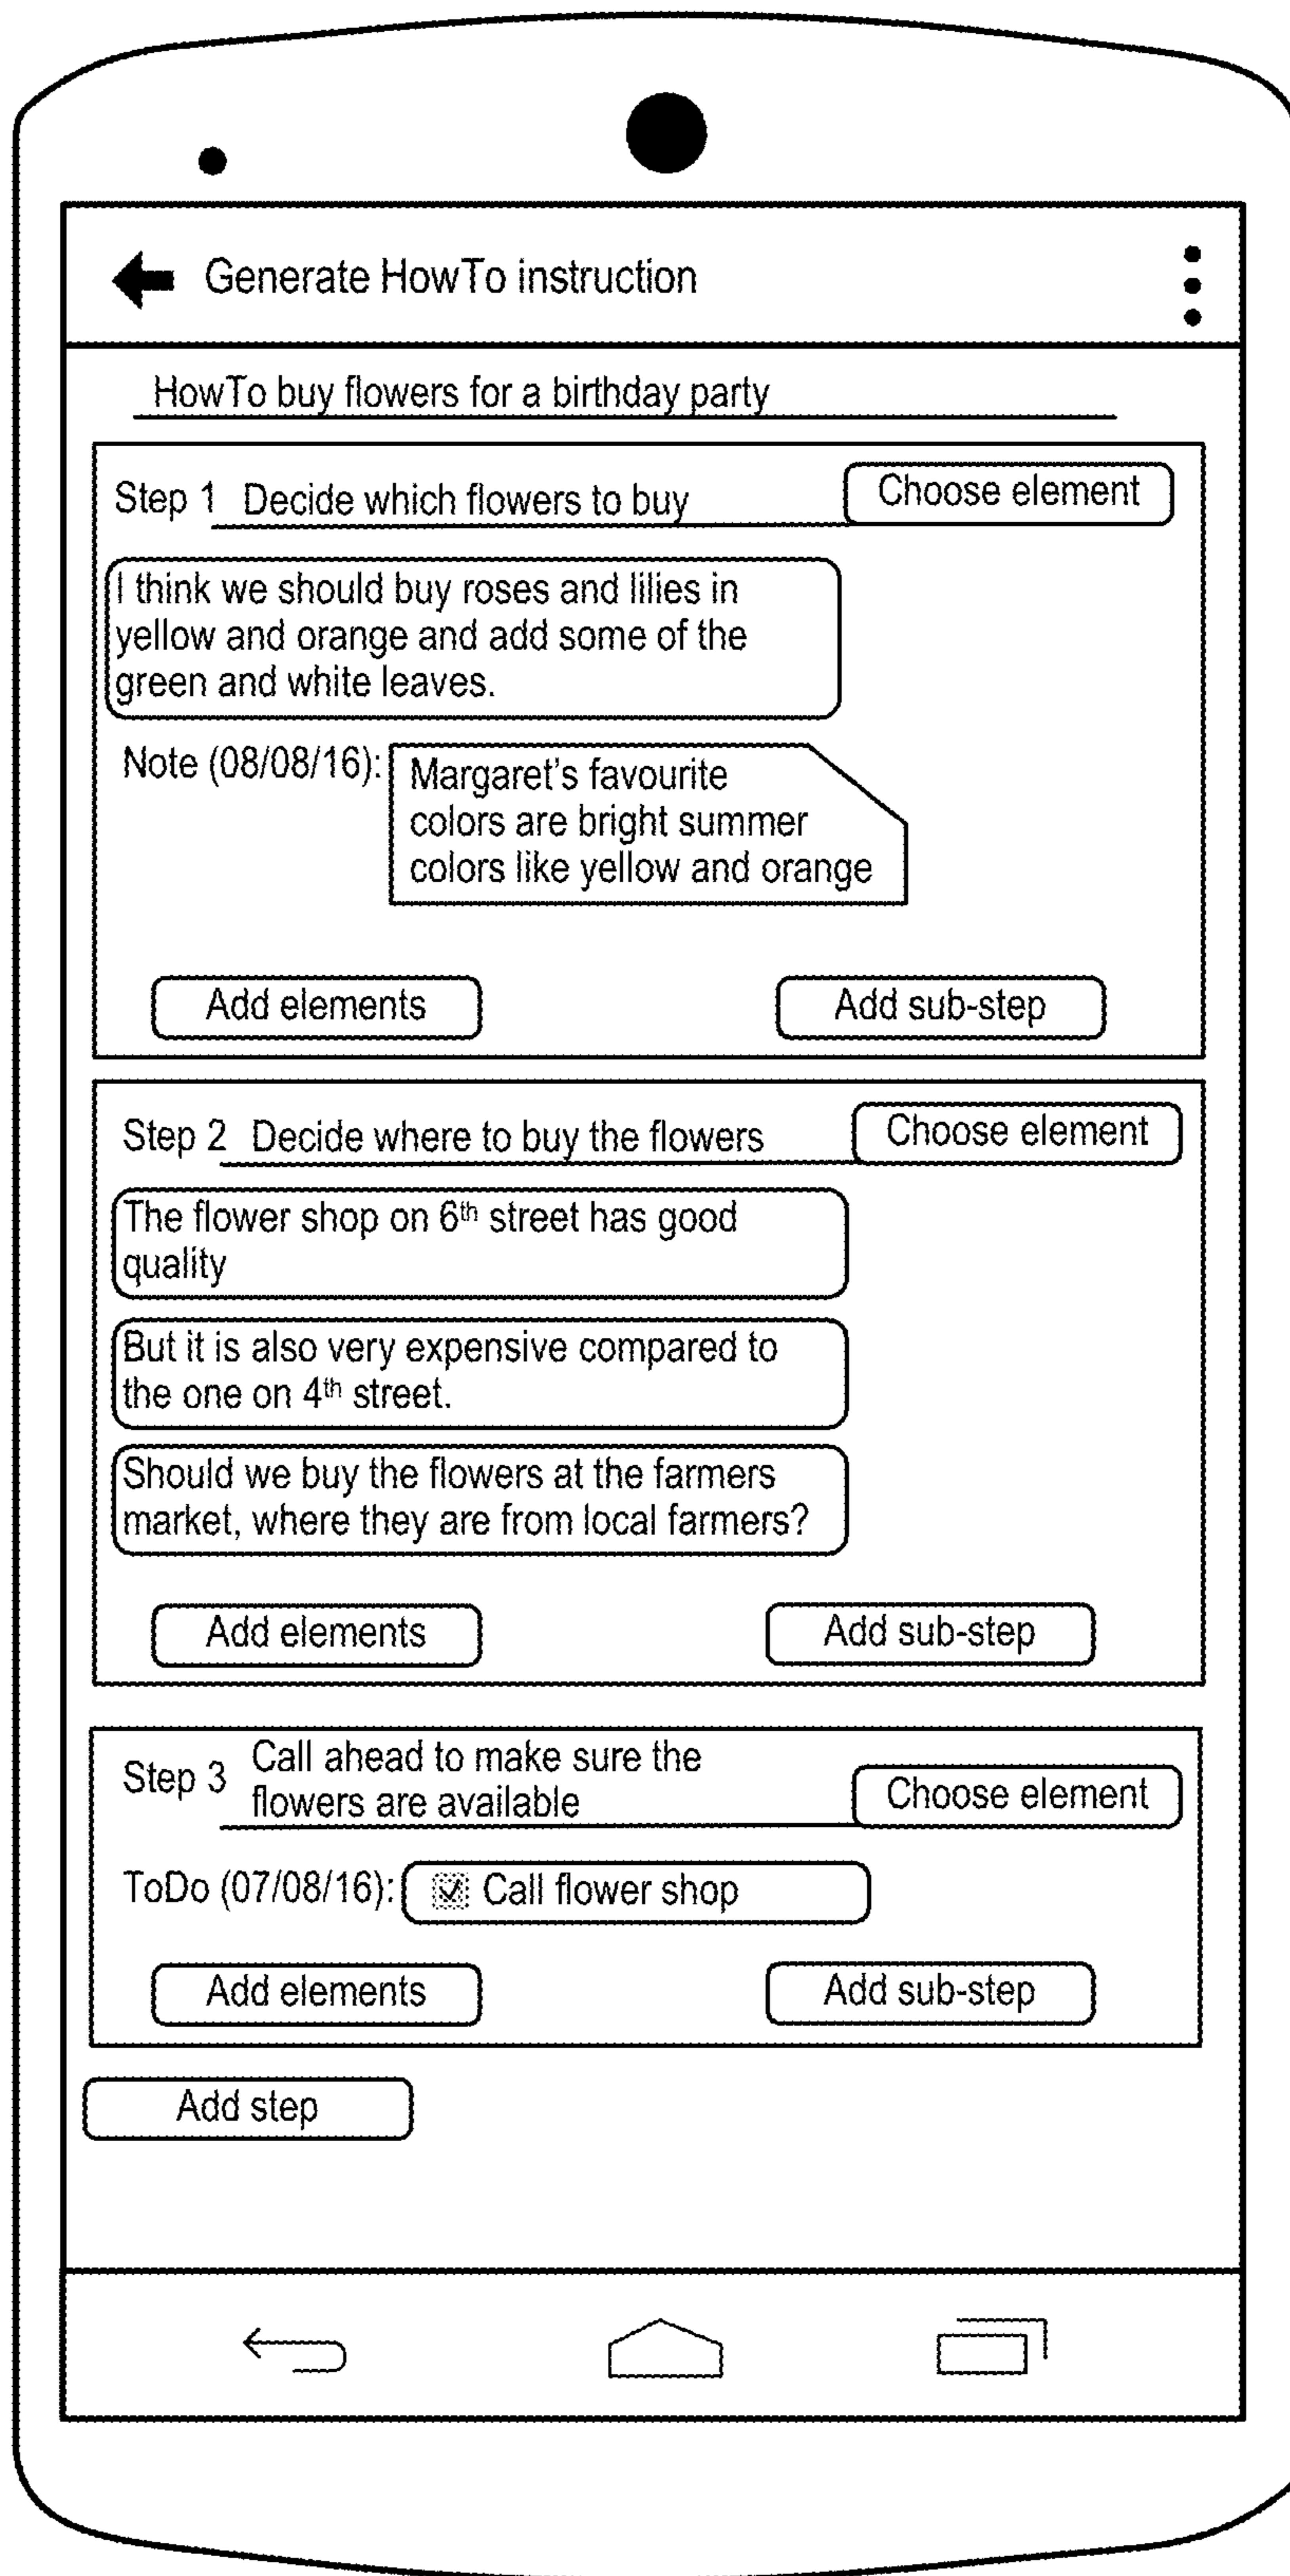 Generate HowTo instruction
HowTo buy flowers for a birthday party
Step 1 Decide which flowers to buy Choose element
I think we should buy roses and lilies in
yellow and orange and add some of the
green and white leaves.
Note (08/08/16): Margaret's favourite
colors are bright summer
colors like yellow and orange
Add elements Add sub-step
Step 2 Decide where to buy the flowers Choose element
The flower shop on 6th street has good
quality
But it is also very expensive compared to
the one on 4th street.
Should we buy the flowers at the farmers
market, where they are from local farmers?
Add elements Add sub-step
Step 3 Call ahead to make sure the
flowers are available Choose element
ToDo (07/08/16): Call flower shop
Add elements Add sub-step
Add step